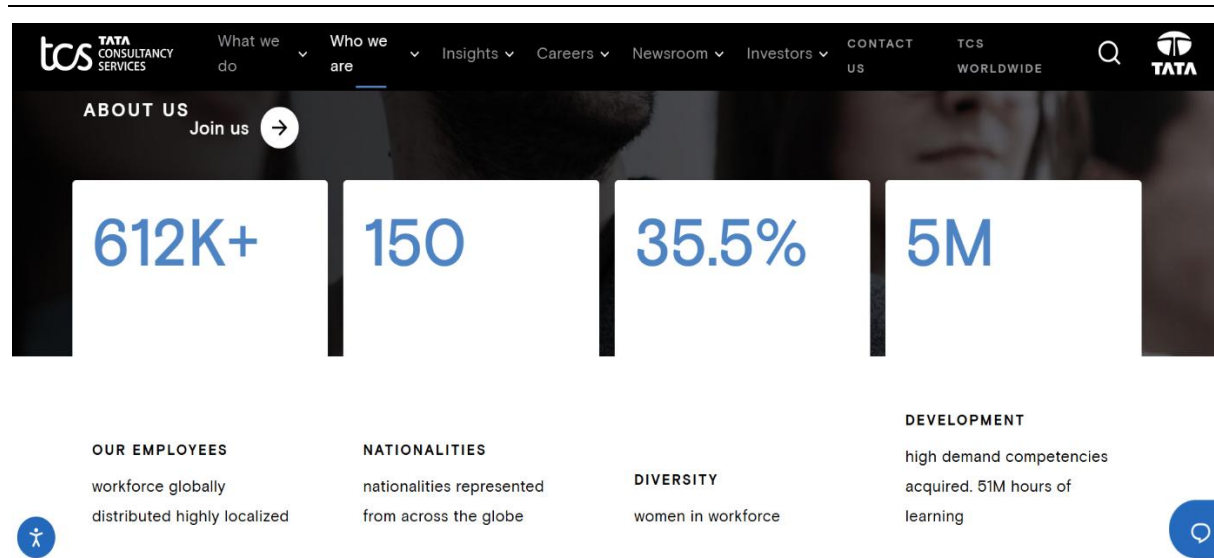 tcs TATA
CONSULTANCY
SERVICES
What we
do
Who we
are
Insights
Careers
Newsroom
Investors
CONTACT
US
TCS
WORLDWIDE
TATA
ABOUT US
Join us
612K+
150
35.5%
5M
OUR EMPLOYEES
workforce globally
distributed highly localized
NATIONALITIES
nationalities represented
from across the globe
DIVERSITY
women in workforce
DEVELOPMENT
high demand competencies
acquired. 51M hours of
learning